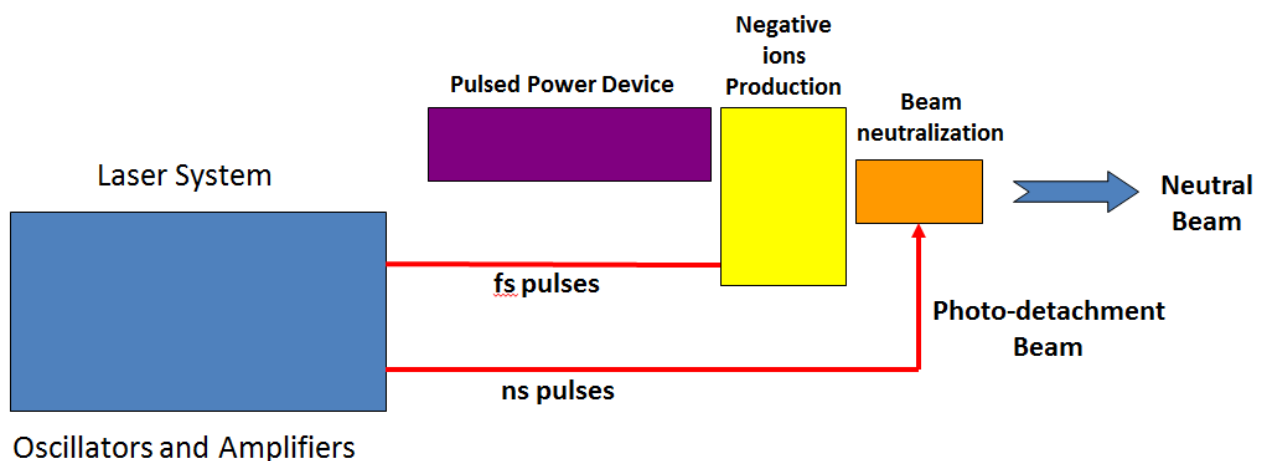 Negative
ions
Production
Pulsed Power Device
Beam
neutralization
Laser System
Neutral
Beam
fs pulses
Photo-detachment
Beam
ns pulses
Oscillators and Amplifiers